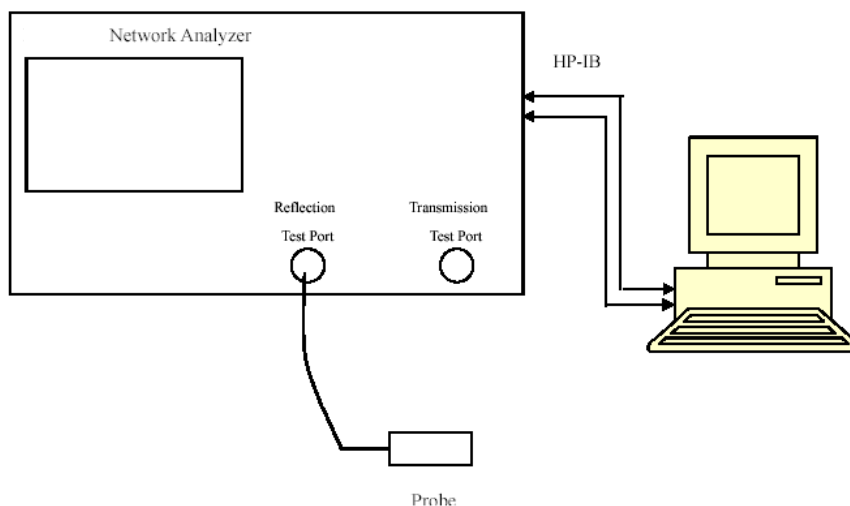 Network Analyzer
HP-IB
Reflection
Test Port
Transmission
Test Port
Probe